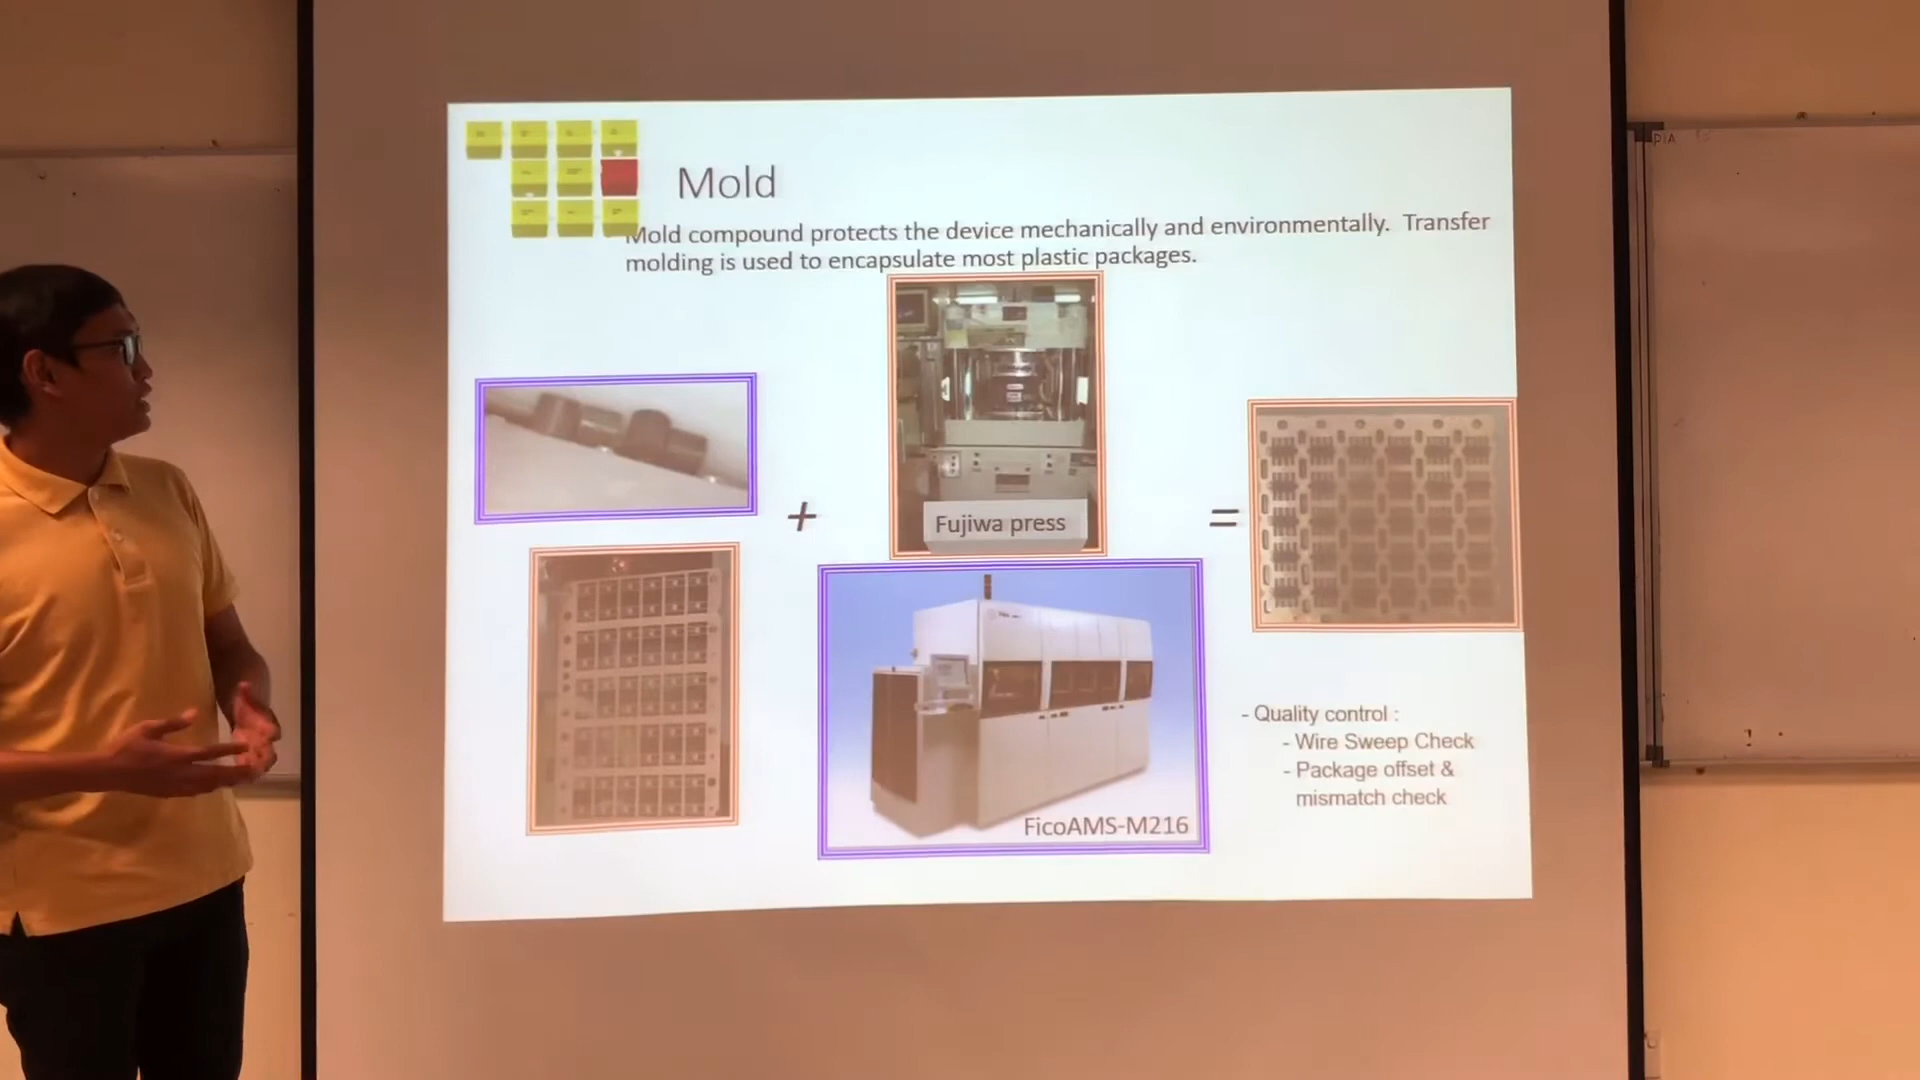 Mold
Mold compound protects the device mechanically and environmentally. Transfer
molding is used to encapsulate most plastic packages.
+
Fujiwa press
=
FicoAMS-M216
- Quality control :
- Wire Sweep Check
- Package offset &
mismatch check